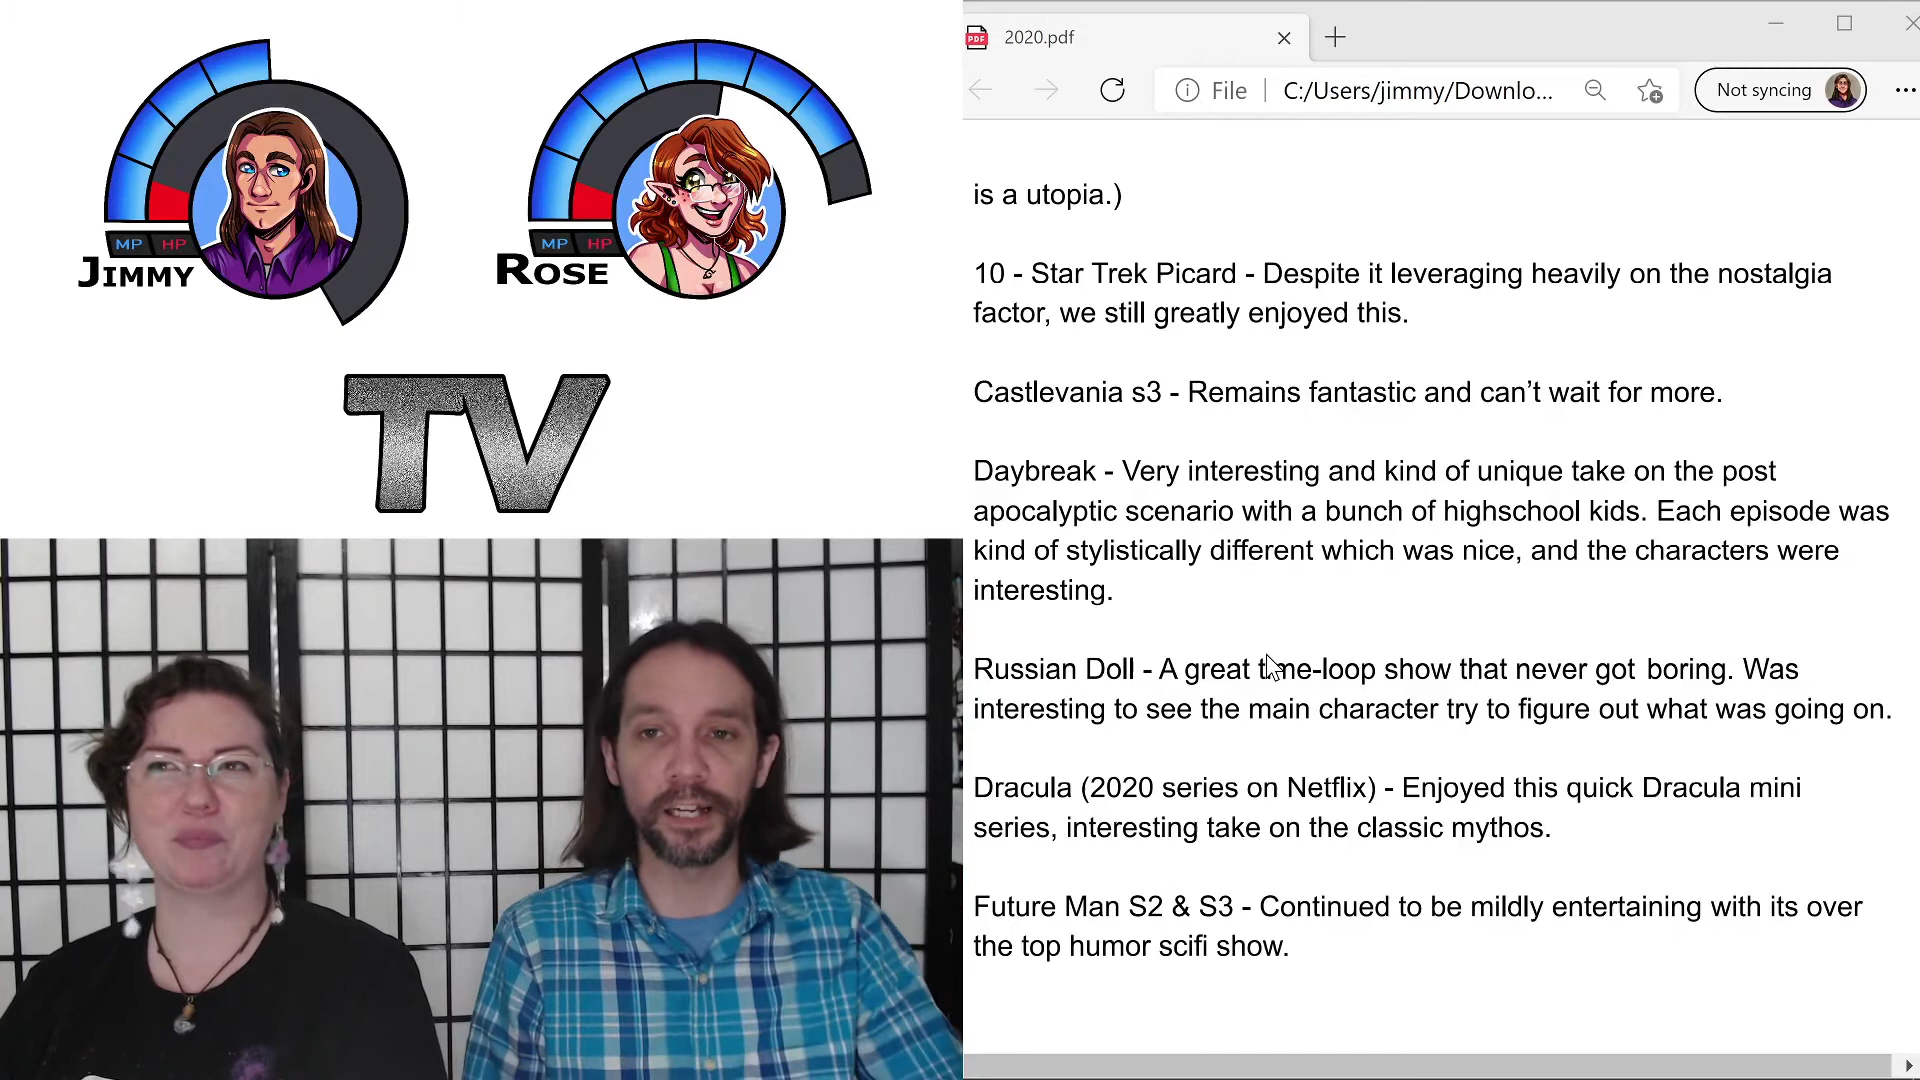 MP HP
JIMMY
MP HP
ROSE
TV
2020.pdf
File
C:/Users/jimmy/Downlo...
Not syncing
is a utopia.)
10 - Star Trek Picard - Despite it leveraging heavily on the nostalgia
factor, we still greatly enjoyed this.
Castlevania s3 - Remains fantastic and can’t wait for more.
Daybreak - Very interesting and kind of unique take on the post
apocalyptic scenario with a bunch of highschool kids. Each episode was
kind of stylistically different which was nice, and the characters were
interesting.
Russian Doll - A great time-loop show that never got boring. Was
interesting to see the main character try to figure out what was going on.
Dracula (2020 series on Netflix) - Enjoyed this quick Dracula mini
series, interesting take on the classic mythos.
Future Man S2 & S3 - Continued to be mildly entertaining with its over
the top humor scifi show.